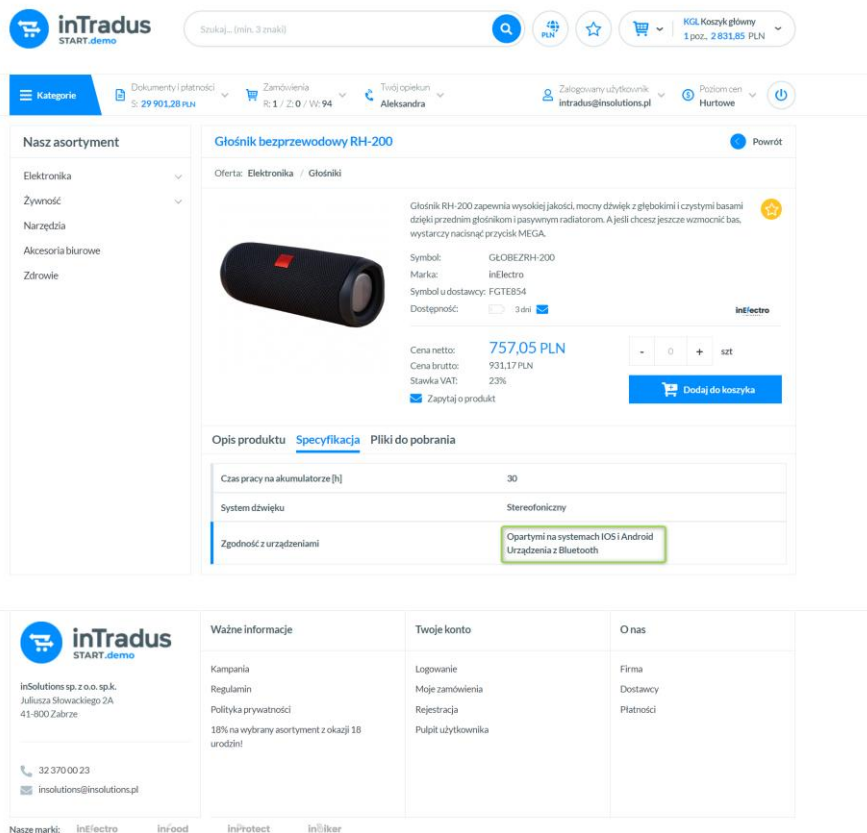 inTradus
START.demo
Szukaj... (min. 3 znaki)
PLN
KGŁ Koszyk główny
1 poz., 2 831,85 PLN
Kategorie
Dokumenty i płatności
S: 29 901,28 PLN
Zamówienia
R: 1 / Z: 0 / W: 94
Twój opiekun
Aleksandra
Zalogowany użytkownik
intradus@insolutions.pl
Poziom cen
Hurtowe
Nasz asortyment
Elektronika
Żywność
Narzędzia
Akcesoria biurowe
Zdrowie
Głośnik bezprzewodowy RH-200
Powrót
Oferta: Elektronika / Głośniki
Głośnik RH-200 zapewnia wysokiej jakości, mocny dźwięk z głębokimi i czystymi basami
dzięki przednim głośnikom i pasywnym radiatorom. A jeśli chcesz jeszcze wzmocnić bas,
wystarczy nacisnąć przycisk MEGA.
Symbol: GŁOBEZRH-200
Marka: inElectro
Symbol u dostawcy: FGTE854
Dostępność: 3 dni
inElectro
Cena netto: 757,05 PLN
Cena brutto: 931,17 PLN
Stawka VAT: 23%
Zapytaj o produkt
- 0 + szt
Dodaj do koszyka
Opis produktu Specyfikacja Pliki do pobrania
Czas pracy na akumulatorze [h] 30
System dźwięku Stereofoniczny
Zgodność z urządzeniami
Opartymi na systemach IOS i Android
Urządzenia z Bluetooth
inTradus
START.demo
inSolutions sp. z o.o. sp.k.
Juliusza Słowackiego 2A
41-800 Zabrze
32 370 00 23
insolutions@insolutions.pl
Ważne informacje
Kampania
Regulamin
Polityka prywatności
18% na wybrany asortyment z okazji 18
urodzin!
Twoje konto
Logowanie
Moje zamówienia
Rejestracja
Pulpit użytkownika
O nas
Firma
Dostawcy
Płatności
Nasze marki: inElectro inFood inProtect inBiker